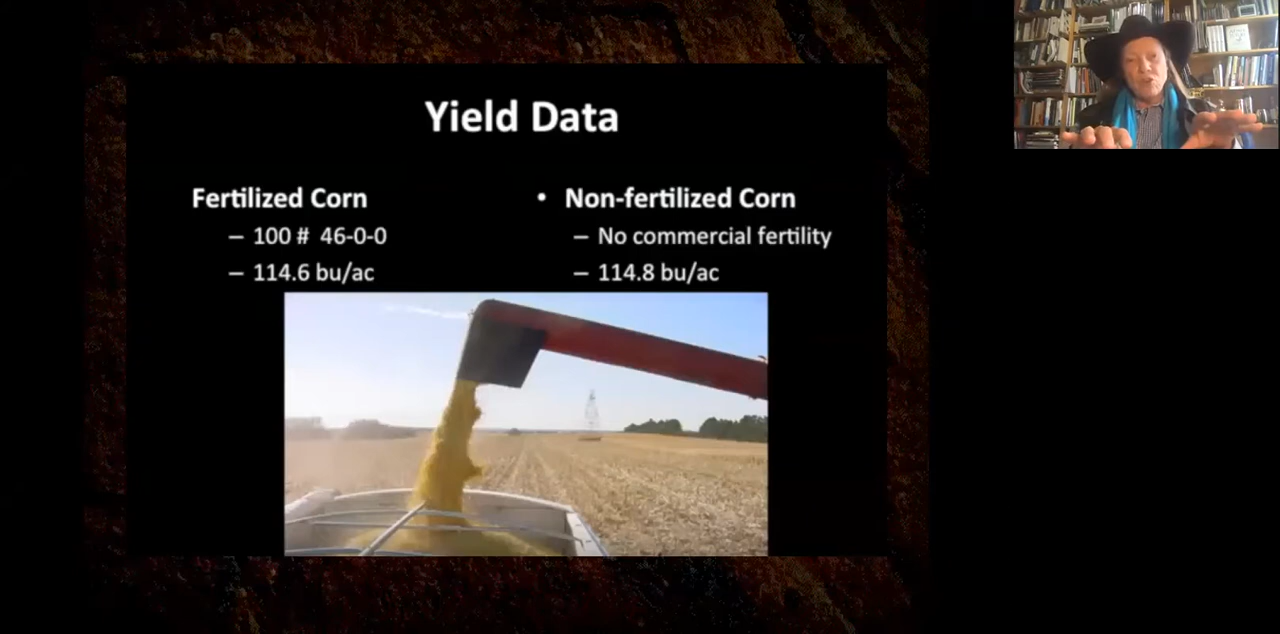 Yield Data
Fertilized Corn
– 100 # 46-0-0
– 114.6 bu/ac
• Non-fertilized Corn
– No commercial fertility
– 114.8 bu/ac